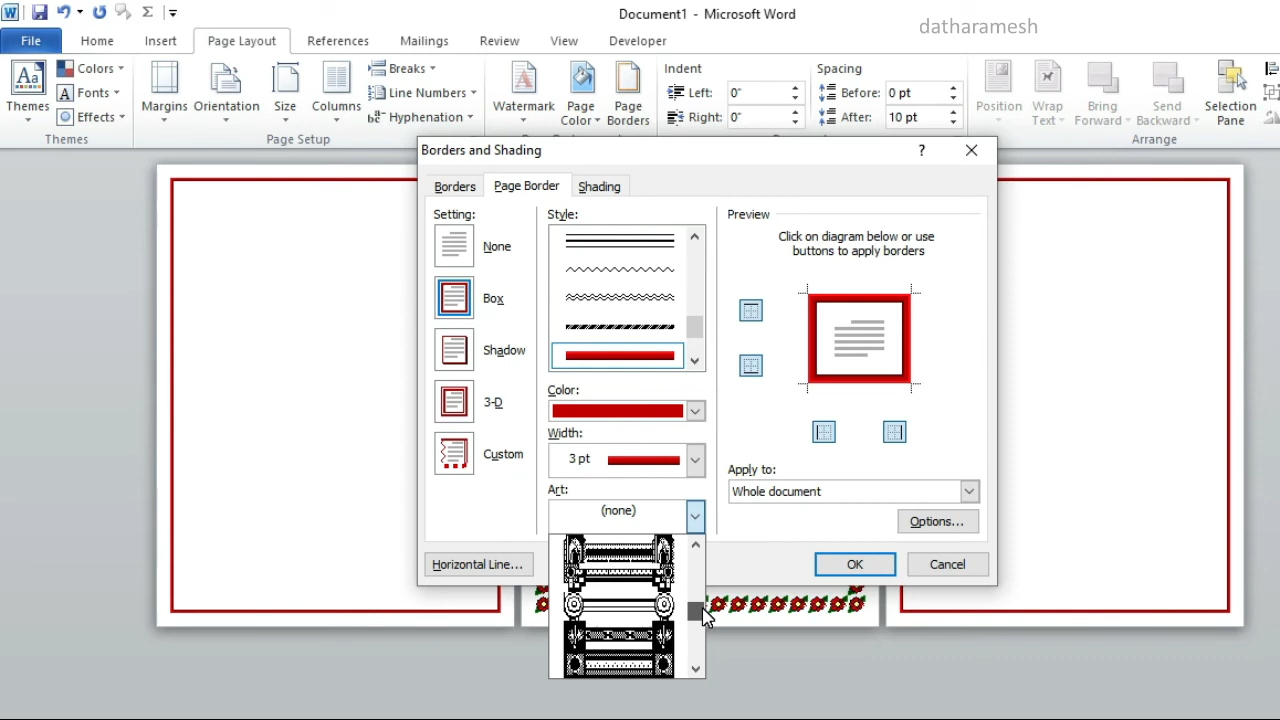 Document1 - Microsoft Word
datharamesh
File Home Insert Page Layout References Mailings Review View Developer
Aa Themes
Colors
Fonts
Effects
Themes
Margins Orientation Size Columns
Breaks
Line Numbers
Hyphenation
Page Setup
Watermark Page Color Page Borders
Indent
Left: 0"
Right: 0"
Spacing
Before: 0 pt
After: 10 pt
Position Wrap Text Bring Forward Send Backward Selection Pane
Arrange
Borders and Shading
Borders Page Border Shading
Setting:
None
Box
Shadow
3-D
Custom
Style:
Color:
Width:
3 pt
Art:
(none)
Preview
Click on diagram below or use
buttons to apply borders
Apply to:
Whole document
Options...
Horizontal Line...
OK Cancel